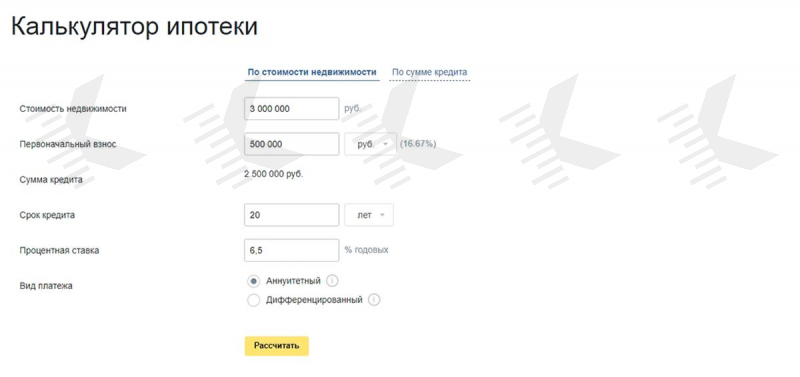 Калькулятор ипотеки
По стоимости недвижимости По сумме кредита
Стоимость недвижимости 3 000 000 руб.
Первоначальный взнос 500 000 руб. (16.67%)
Сумма кредита 2 500 000 руб.
Срок кредита 20 лет
Процентная ставка 6,5 % годовых
Вид платежа Аннуитетный
Дифференцированный
Рассчитать